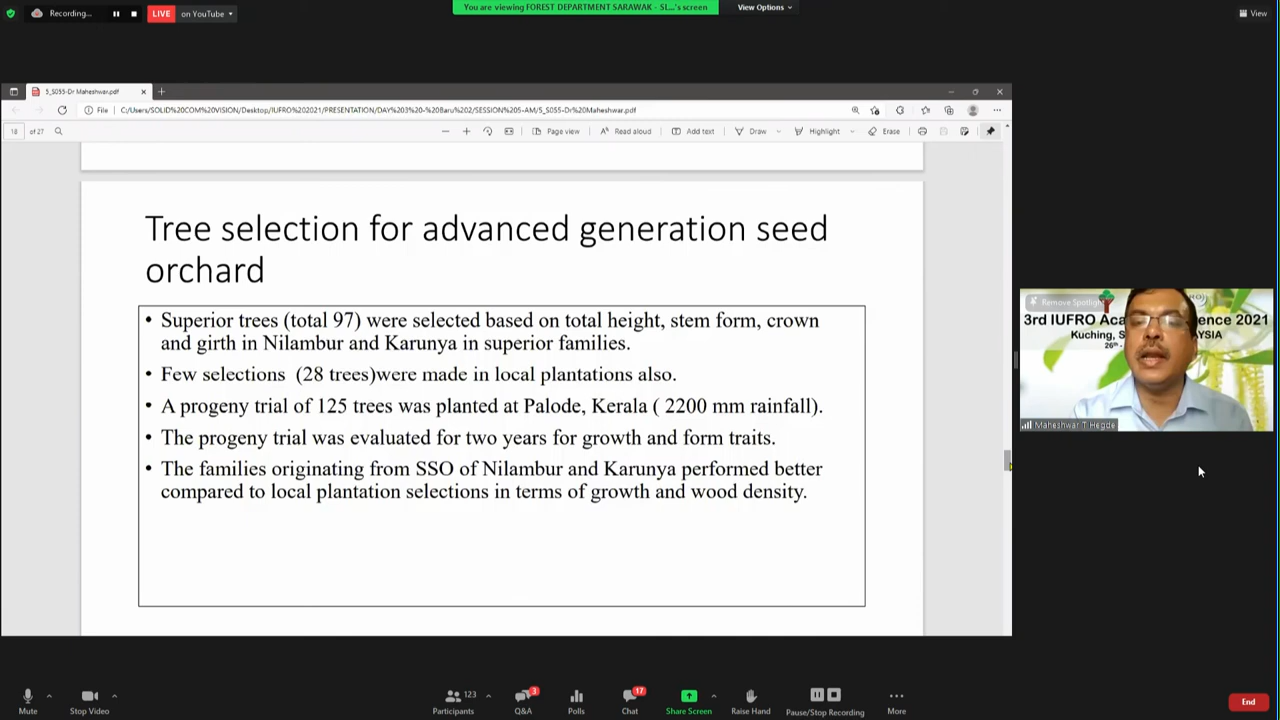 Recording...
LIVE on YouTube
You are viewing FOREST DEPARTMENT SARAWAK - SL...'s screen
View Options
View
5_S055-Dr Maheshwar.pdf
File
C:/Users/SOLID%20COM%20VISION/Desktop/IUFRO%202021/PRESENTATION/DAY%203%20-%20Baru%202/SESSION%205-AM/5_S055-Dr%20Maheshwar.pdf
18 of 27
Page view
Read aloud
Add text
Draw
Highlight
Erase
Tree selection for advanced generation seed
orchard
• Superior trees (total 97) were selected based on total height, stem form, crown
and girth in Nilambur and Karunya in superior families.
• Few selections (28 trees)were made in local plantations also.
• A progeny trial of 125 trees was planted at Palode, Kerala ( 2200 mm rainfall).
• The progeny trial was evaluated for two years for growth and form traits.
• The families originating from SSO of Nilambur and Karunya performed better
compared to local plantation selections in terms of growth and wood density.
Remove Spotlight
3rd IUFRO Aca ence 2021
Kuching, S AYSIA
26th
Maheshwar T Hegde
Mute
Stop Video
123
Participants
3
Q&A
Polls
17
Chat
Share Screen
Raise Hand
Pause/Stop Recording
More
End